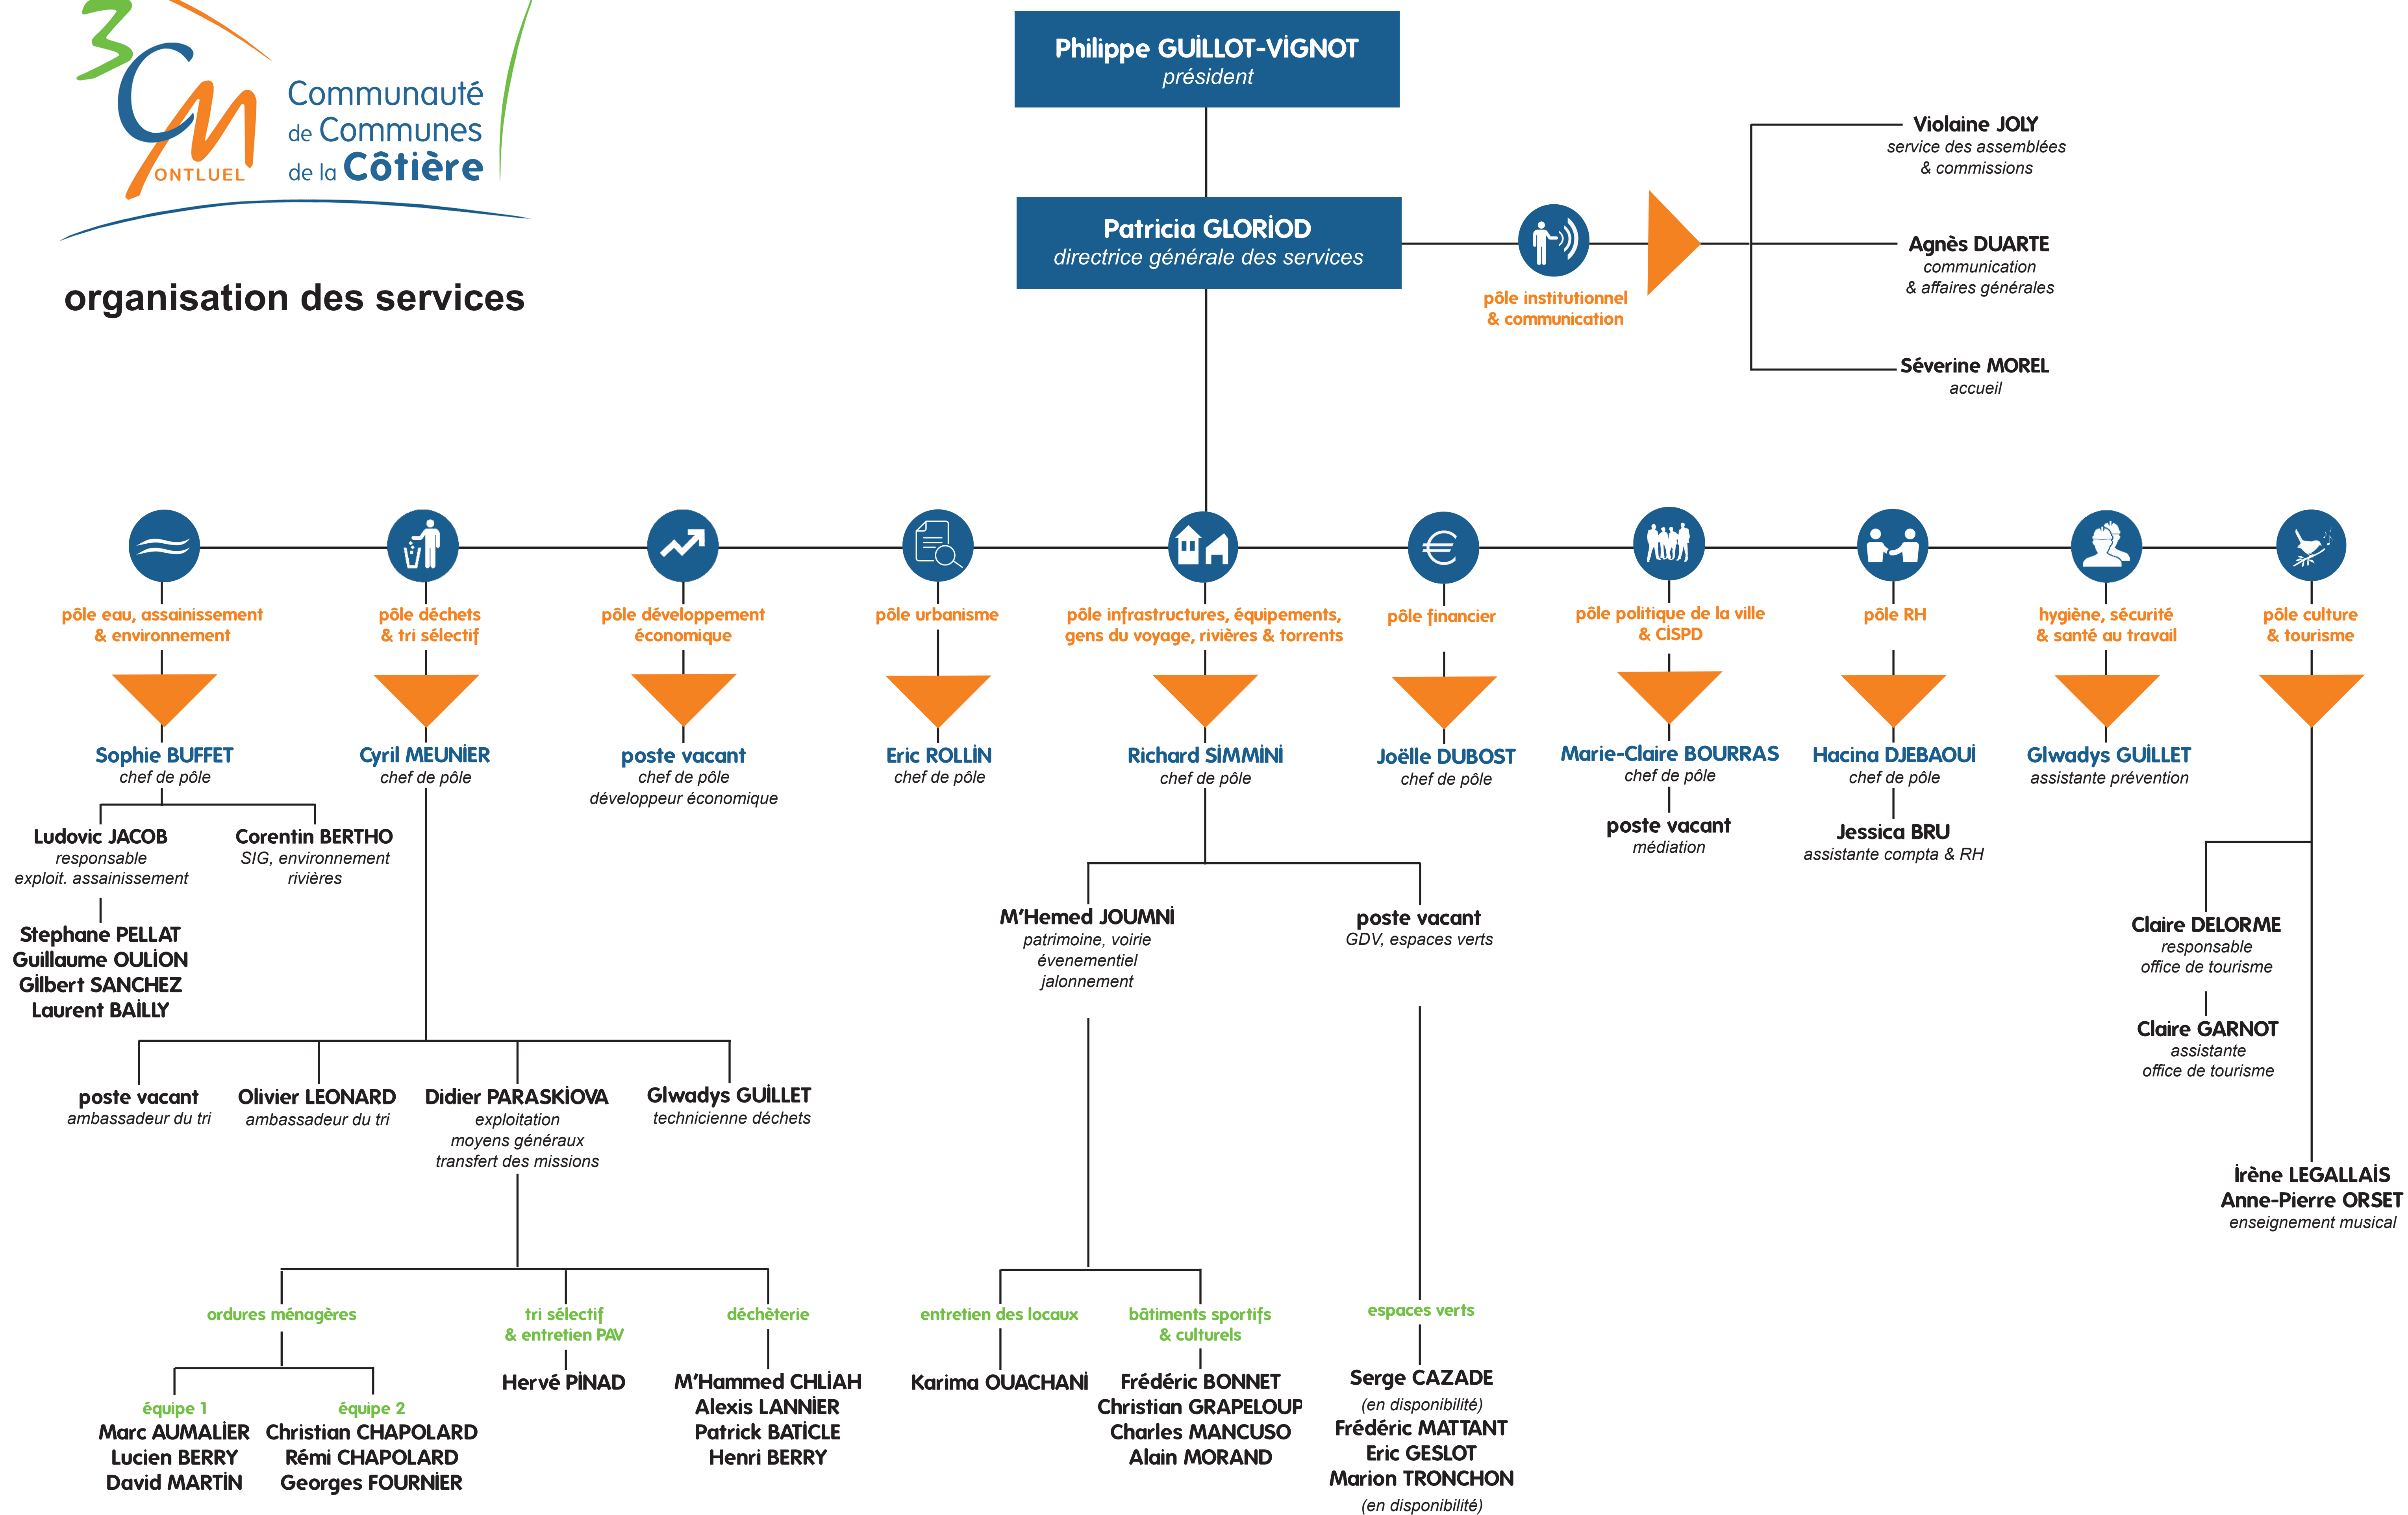 3CM
ONTLUEL
Communauté
de Communes
de la Côtière
organisation des services
Philippe GUILLOT-VIGNOT
président
Patricia GLORIOD
directrice générale des services
pôle institutionnel
& communication
Violaine JOLY
service des assemblées
& commissions
Agnès DUARTE
communication
& affaires générales
Séverine MOREL
accueil
pôle eau, assainissement
& environnement
Sophie BUFFET
chef de pôle
Ludovic JACOB
responsable
exploit. assainissement
Stephane PELLAT
Guillaume OULION
Gilbert SANCHEZ
Laurent BAILLY
Corentin BERTHO
SIG, environnement
rivières
pôle déchets
& tri sélectif
Cyril MEUNIER
chef de pôle
poste vacant
ambassadeur du tri
Olivier LEONARD
ambassadeur du tri
Didier PARASKIOVA
exploitation
moyens généraux
transfert des missions
Glwadys GUILLET
technicienne déchets
ordures ménagères
équipe 1
Marc AUMALIER
Lucien BERRY
David MARTIN
équipe 2
Christian CHAPOLARD
Rémi CHAPOLARD
Georges FOURNIER
tri sélectif
& entretien PAV
Hervé PINAD
déchèterie
M'Hammed CHLIAH
Alexis LANNIER
Patrick BATICLE
Henri BERRY
pôle développement
économique
poste vacant
chef de pôle
développeur économique
pôle urbanisme
Eric ROLLIN
chef de pôle
pôle infrastructures, équipements,
gens du voyage, rivières & torrents
Richard SIMMINI
chef de pôle
M'Hemed JOUMNI
patrimoine, voirie
évenementiel
jalonnement
entretien des locaux
Karima OUACHANI
bâtiments sportifs
& culturels
Frédéric BONNET
Christian GRAPELOUP
Charles MANCUSO
Alain MORAND
poste vacant
GDV, espaces verts
espaces verts
Serge CAZADE
(en disponibilité)
Frédéric MATTANT
Eric GESLOT
Marion TRONCHON
(en disponibilité)
pôle financier
Joëlle DUBOST
chef de pôle
pôle politique de la ville
& CISPD
Marie-Claire BOURRAS
chef de pôle
poste vacant
médiation
pôle RH
Hacina DJEBAOUI
chef de pôle
Jessica BRU
assistante compta & RH
hygiène, sécurité
& santé au travail
Glwadys GUILLET
assistante prévention
pôle culture
& tourisme
Claire DELORME
responsable
office de tourisme
Claire GARNOT
assistante
office de tourisme
Irène LEGALLAIS
Anne-Pierre ORSET
enseignement musical